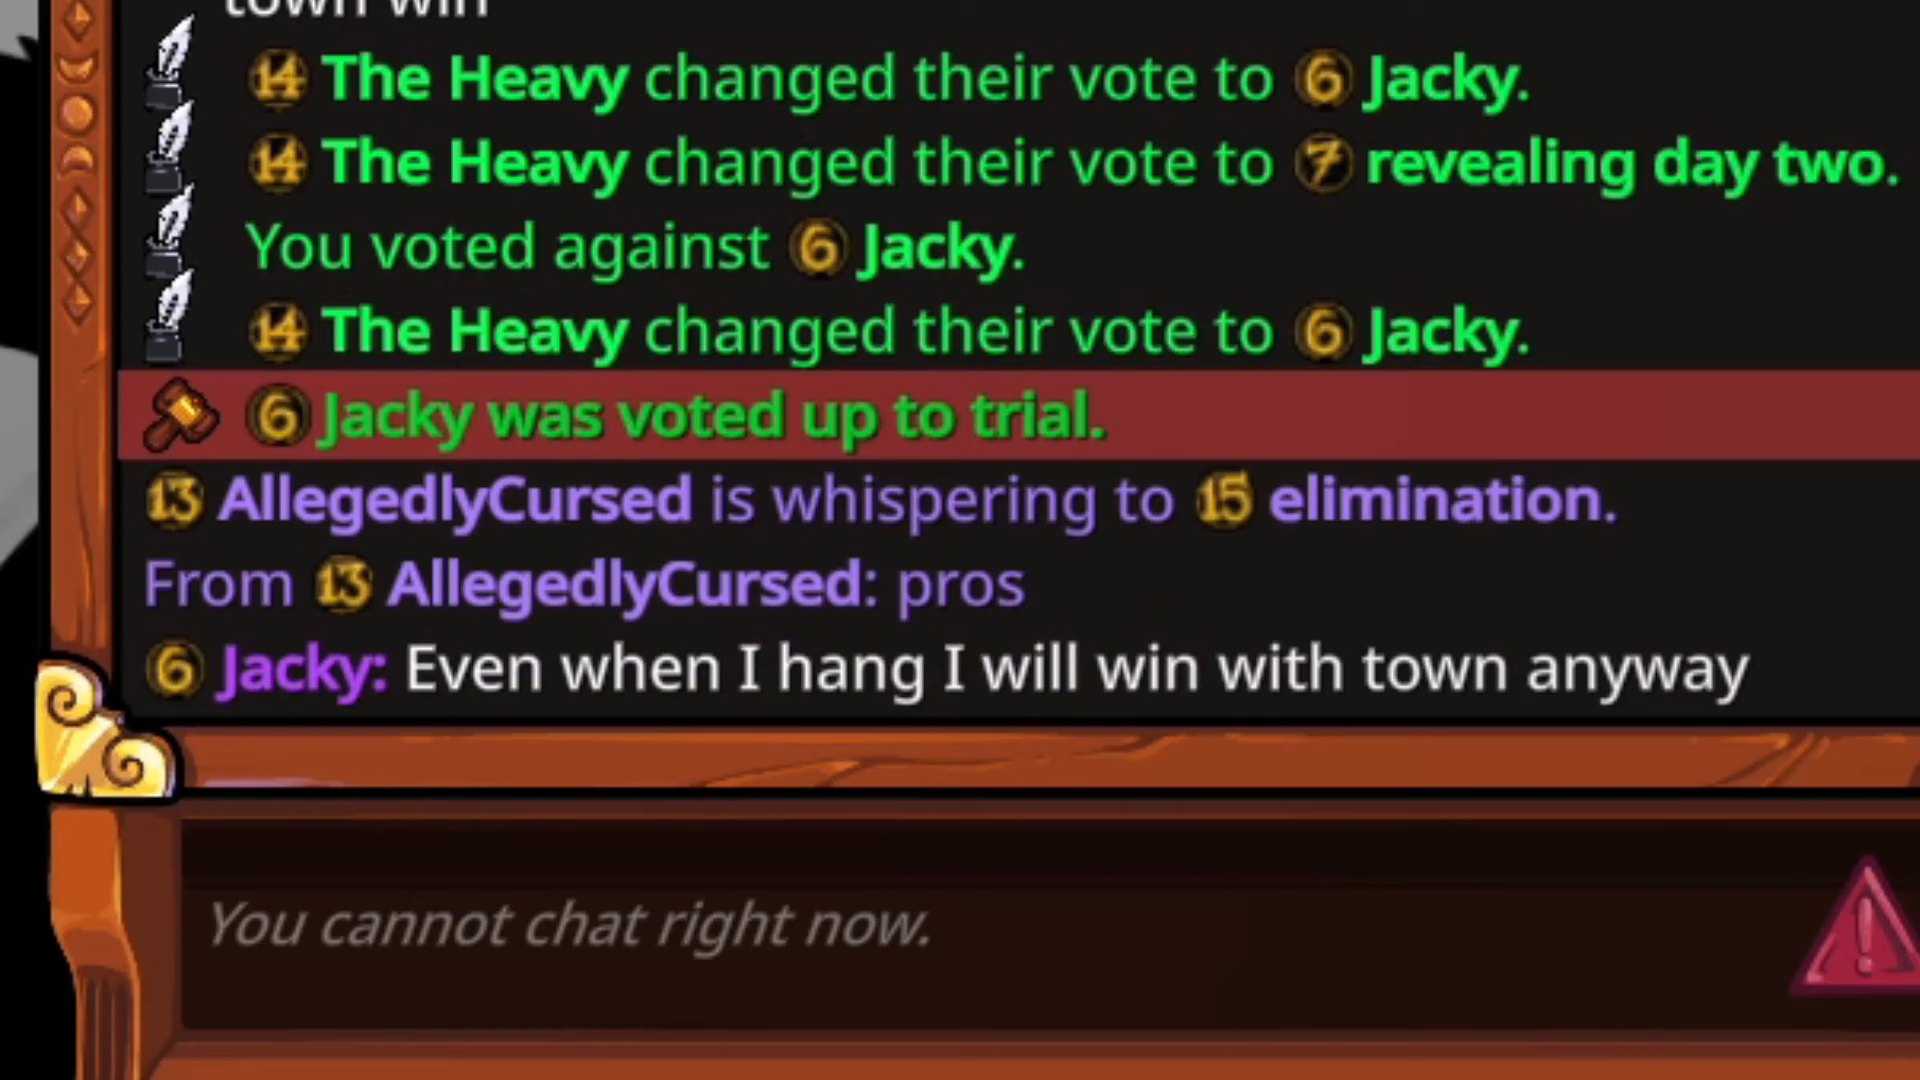 town win
14 The Heavy changed their vote to 6 Jacky.
14 The Heavy changed their vote to 7 revealing day two.
You voted against 6 Jacky.
14 The Heavy changed their vote to 6 Jacky.
6 Jacky was voted up to trial.
13 AllegedlyCursed is whispering to 15 elimination.
From 13 AllegedlyCursed: pros
6 Jacky: Even when I hang I will win with town anyway
You cannot chat right now.